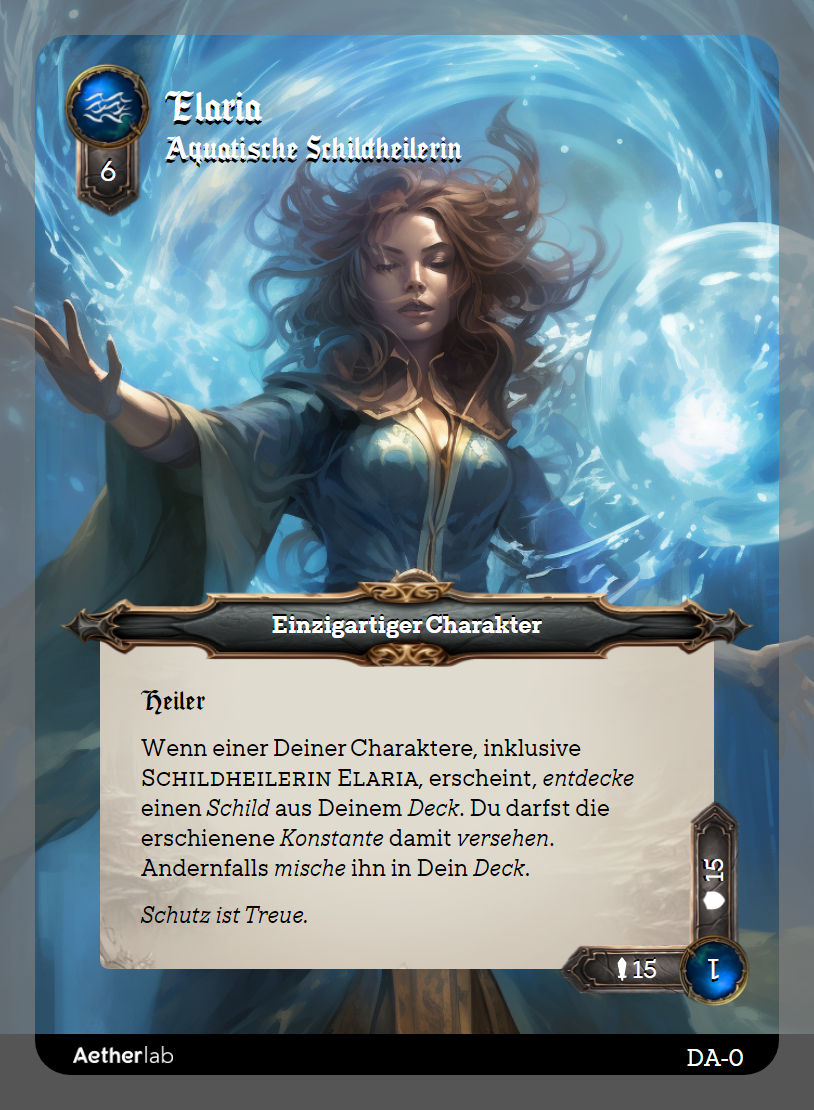 Elaria
Aquatische Schildheilerin
6
Einzigartiger Charakter
Heiler
Wenn einer Deiner Charaktere, inklusive
SCHILDHEILERIN ELARIA, erscheint, entdecke
einen Schild aus Deinem Deck. Du darfst die
erschienene Konstante damit versehen.
Andernfalls mische ihn in Dein Deck.
Schutz ist Treue.
15
15
1
Aetherlab
DA-0